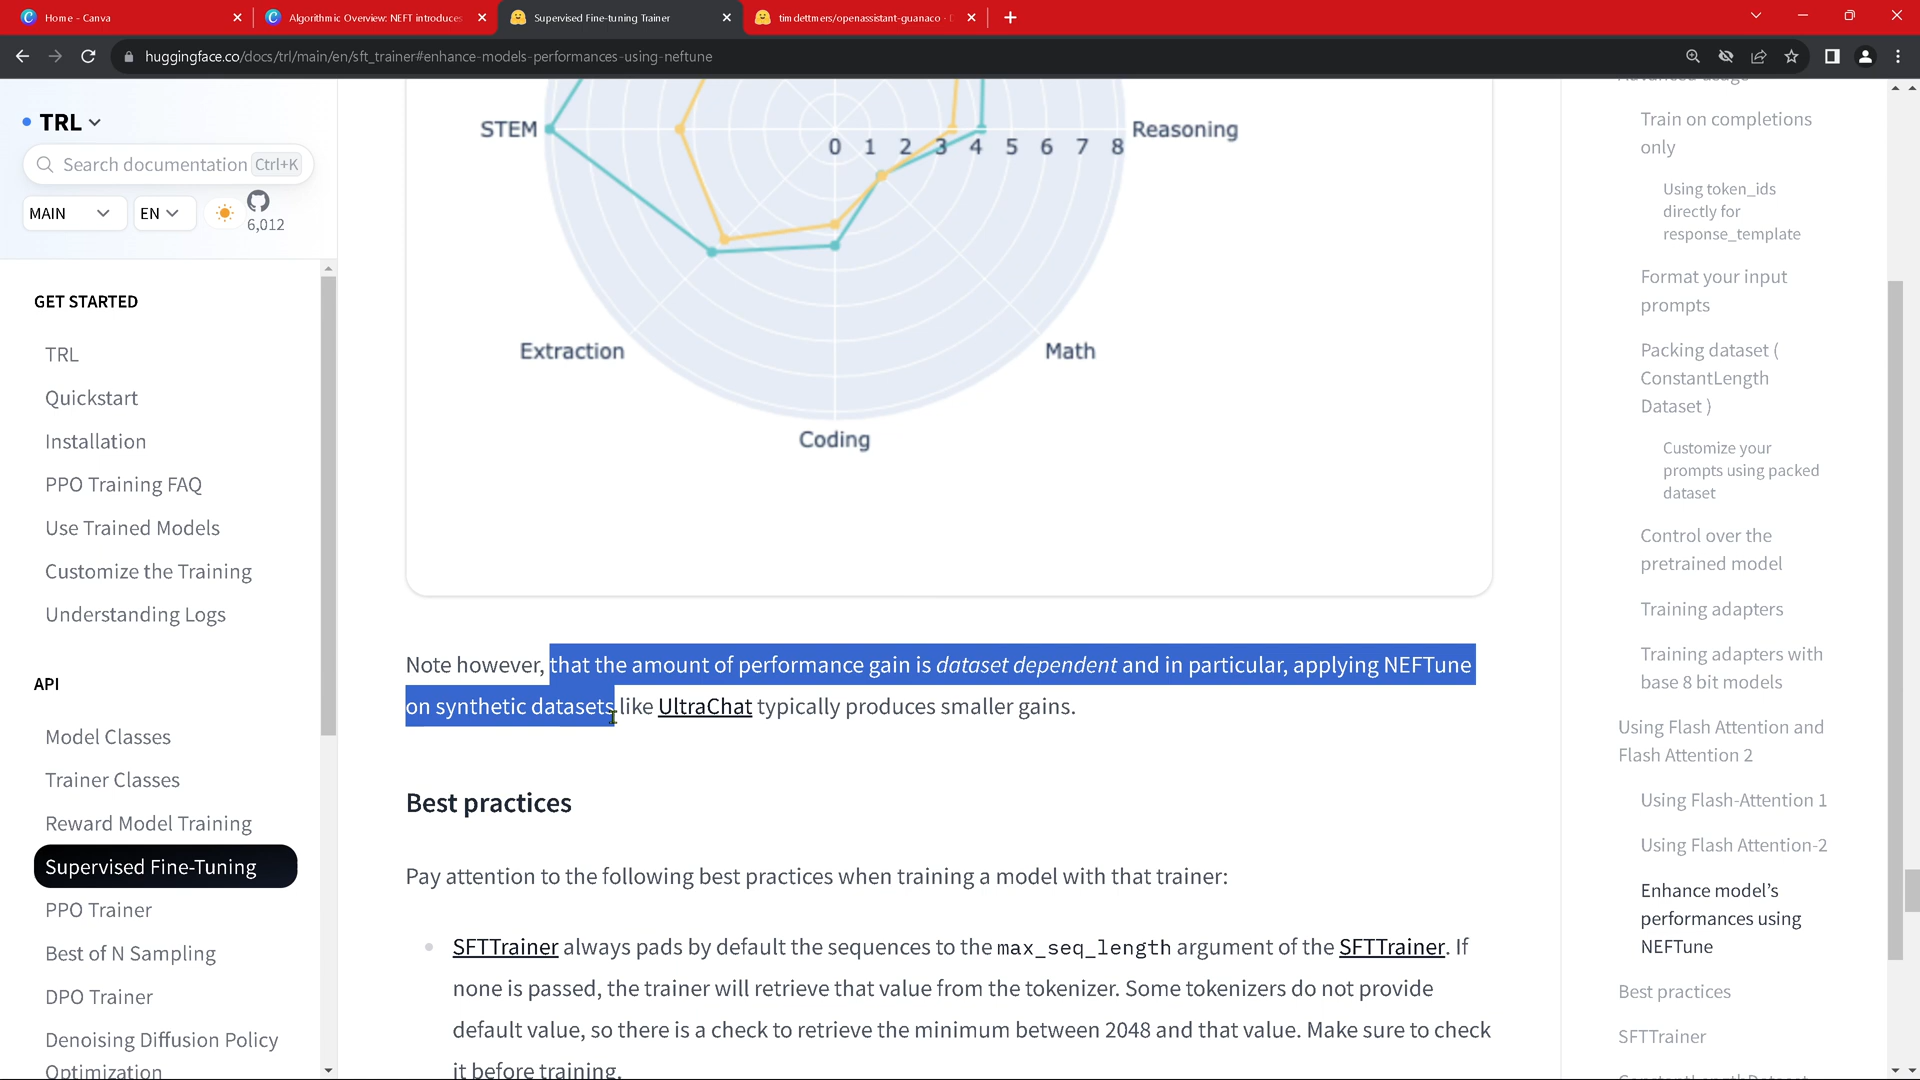 Home - Canva
Algorithmic Overview: NEFT introduces
Supervised Fine-tuning Trainer
timdettmers/openassistant-guanaco -
huggingface.co/docs/trl/main/en/sft_trainer#enhance-models-performances-using-neftune
TRL
Search documentation Ctrl+K
MAIN
EN
6,012
GET STARTED
TRL
Quickstart
Installation
PPO Training FAQ
Use Trained Models
Customize the Training
Understanding Logs
API
Model Classes
Trainer Classes
Reward Model Training
Supervised Fine-Tuning
PPO Trainer
Best of N Sampling
DPO Trainer
Denoising Diffusion Policy
Optimization
STEM
Reasoning
0 1 2 3 4 5 6 7 8
Extraction
Math
Coding
Note however, that the amount of performance gain is dataset dependent and in particular, applying NEFTune
on synthetic datasets like UltraChat typically produces smaller gains.
Best practices
Pay attention to the following best practices when training a model with that trainer:
SFTTrainer always pads by default the sequences to the max_seq_length argument of the SFTTrainer. If
none is passed, the trainer will retrieve that value from the tokenizer. Some tokenizers do not provide
default value, so there is a check to retrieve the minimum between 2048 and that value. Make sure to check
it before training.
Advanced usage
Train on completions
only
Using token_ids
directly for
response_template
Format your input
prompts
Packing dataset (
ConstantLength
Dataset )
Customize your
prompts using packed
dataset
Control over the
pretrained model
Training adapters
Training adapters with
base 8 bit models
Using Flash Attention and
Flash Attention 2
Using Flash-Attention 1
Using Flash Attention-2
Enhance model's
performances using
NEFTune
Best practices
SFTTrainer
ConstantLengthDataset